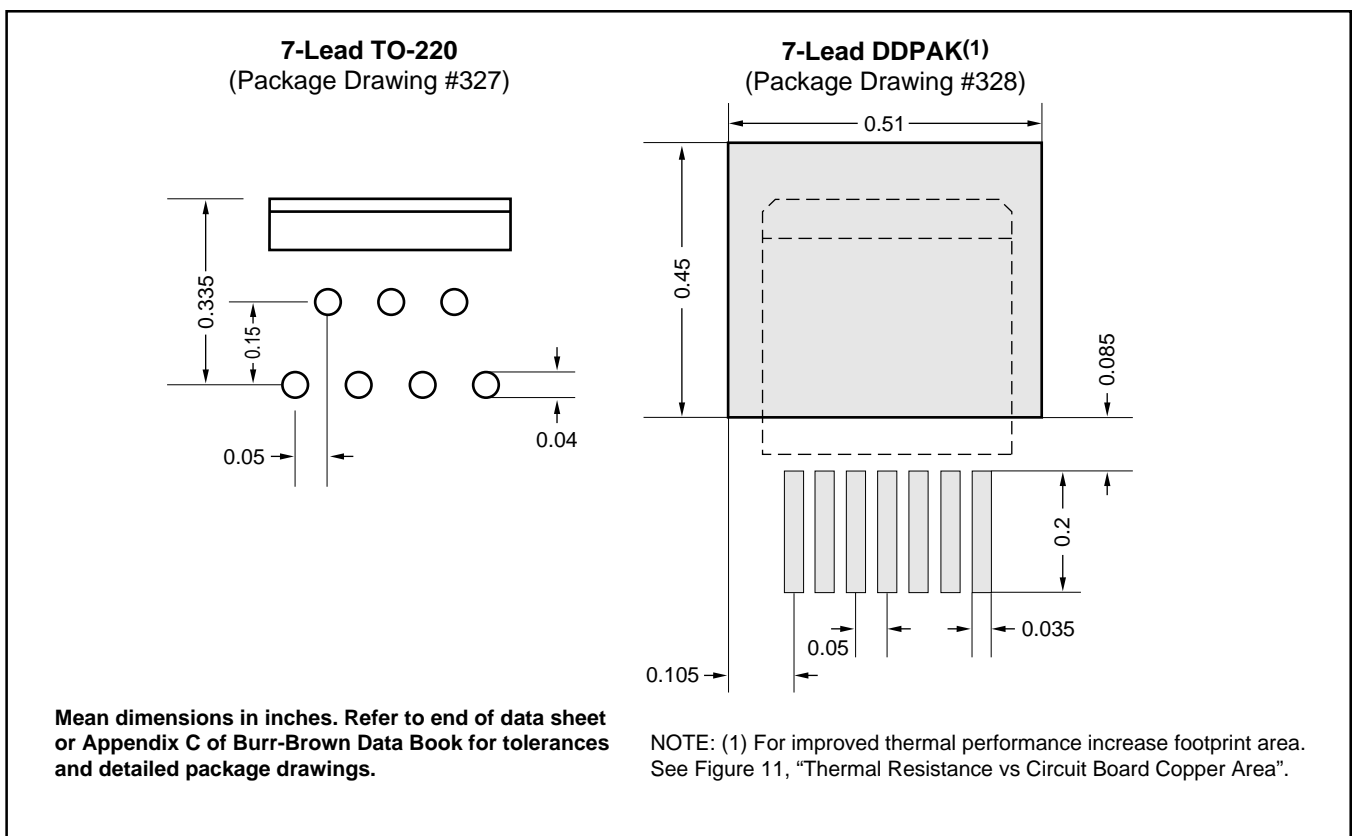 7-Lead TO-220
(Package Drawing #327)
0.335
0.15
0.05
0.04
Mean dimensions in inches. Refer to end of data sheet
or Appendix C of Burr-Brown Data Book for tolerances
and detailed package drawings.
7-Lead DDPAK(1)
(Package Drawing #328)
0.51
0.45
0.085
0.2
0.035
0.05
0.105
NOTE: (1) For improved thermal performance increase footprint area.
See Figure 11, “Thermal Resistance vs Circuit Board Copper Area”.